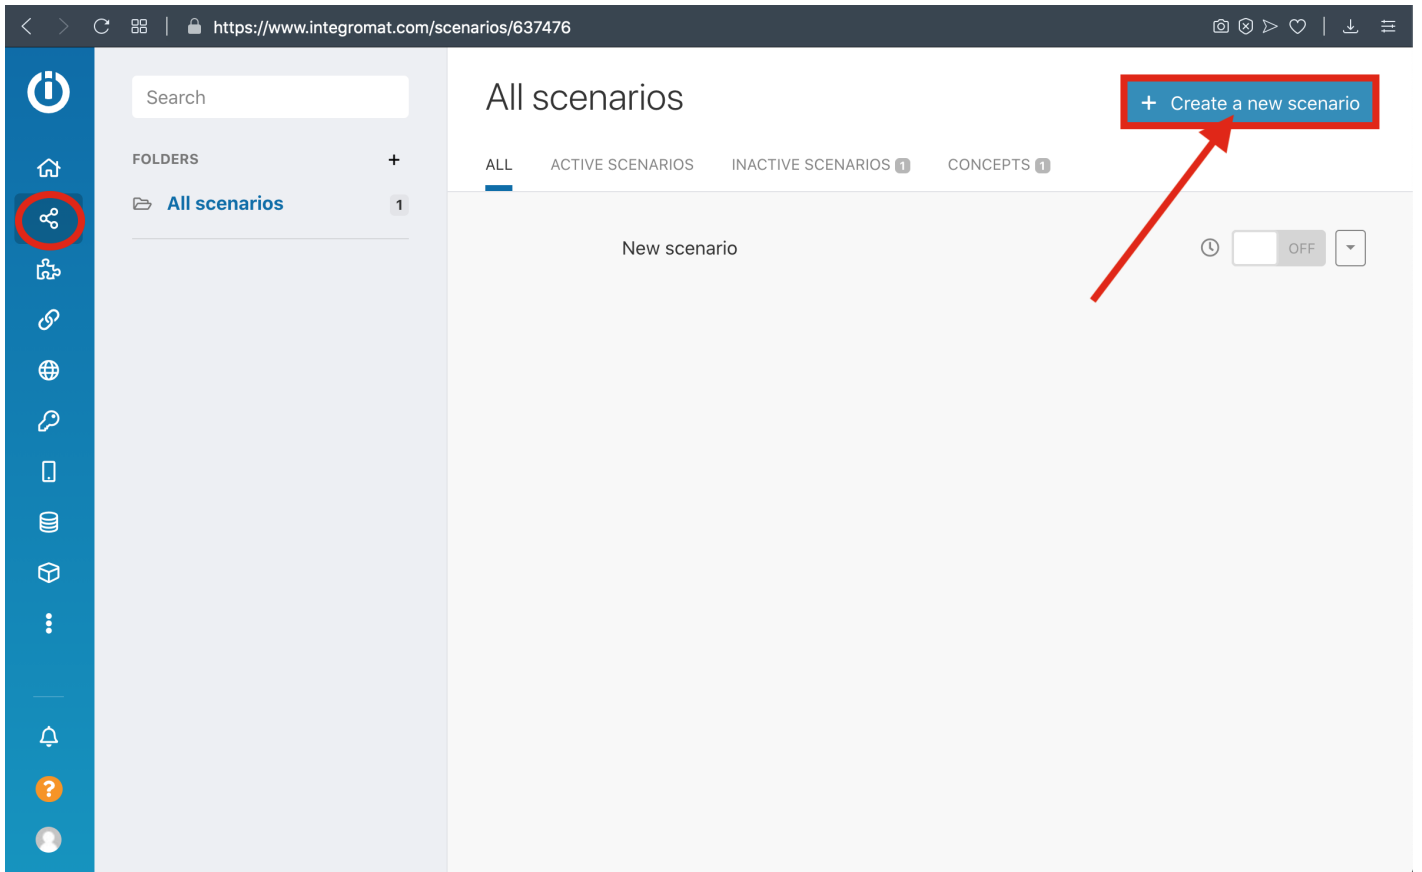 https://www.integromat.com/scenarios/637476
Search
FOLDERS +
All scenarios 1
All scenarios
+ Create a new scenario
ALL ACTIVE SCENARIOS INACTIVE SCENARIOS 1 CONCEPTS 1
New scenario OFF
?